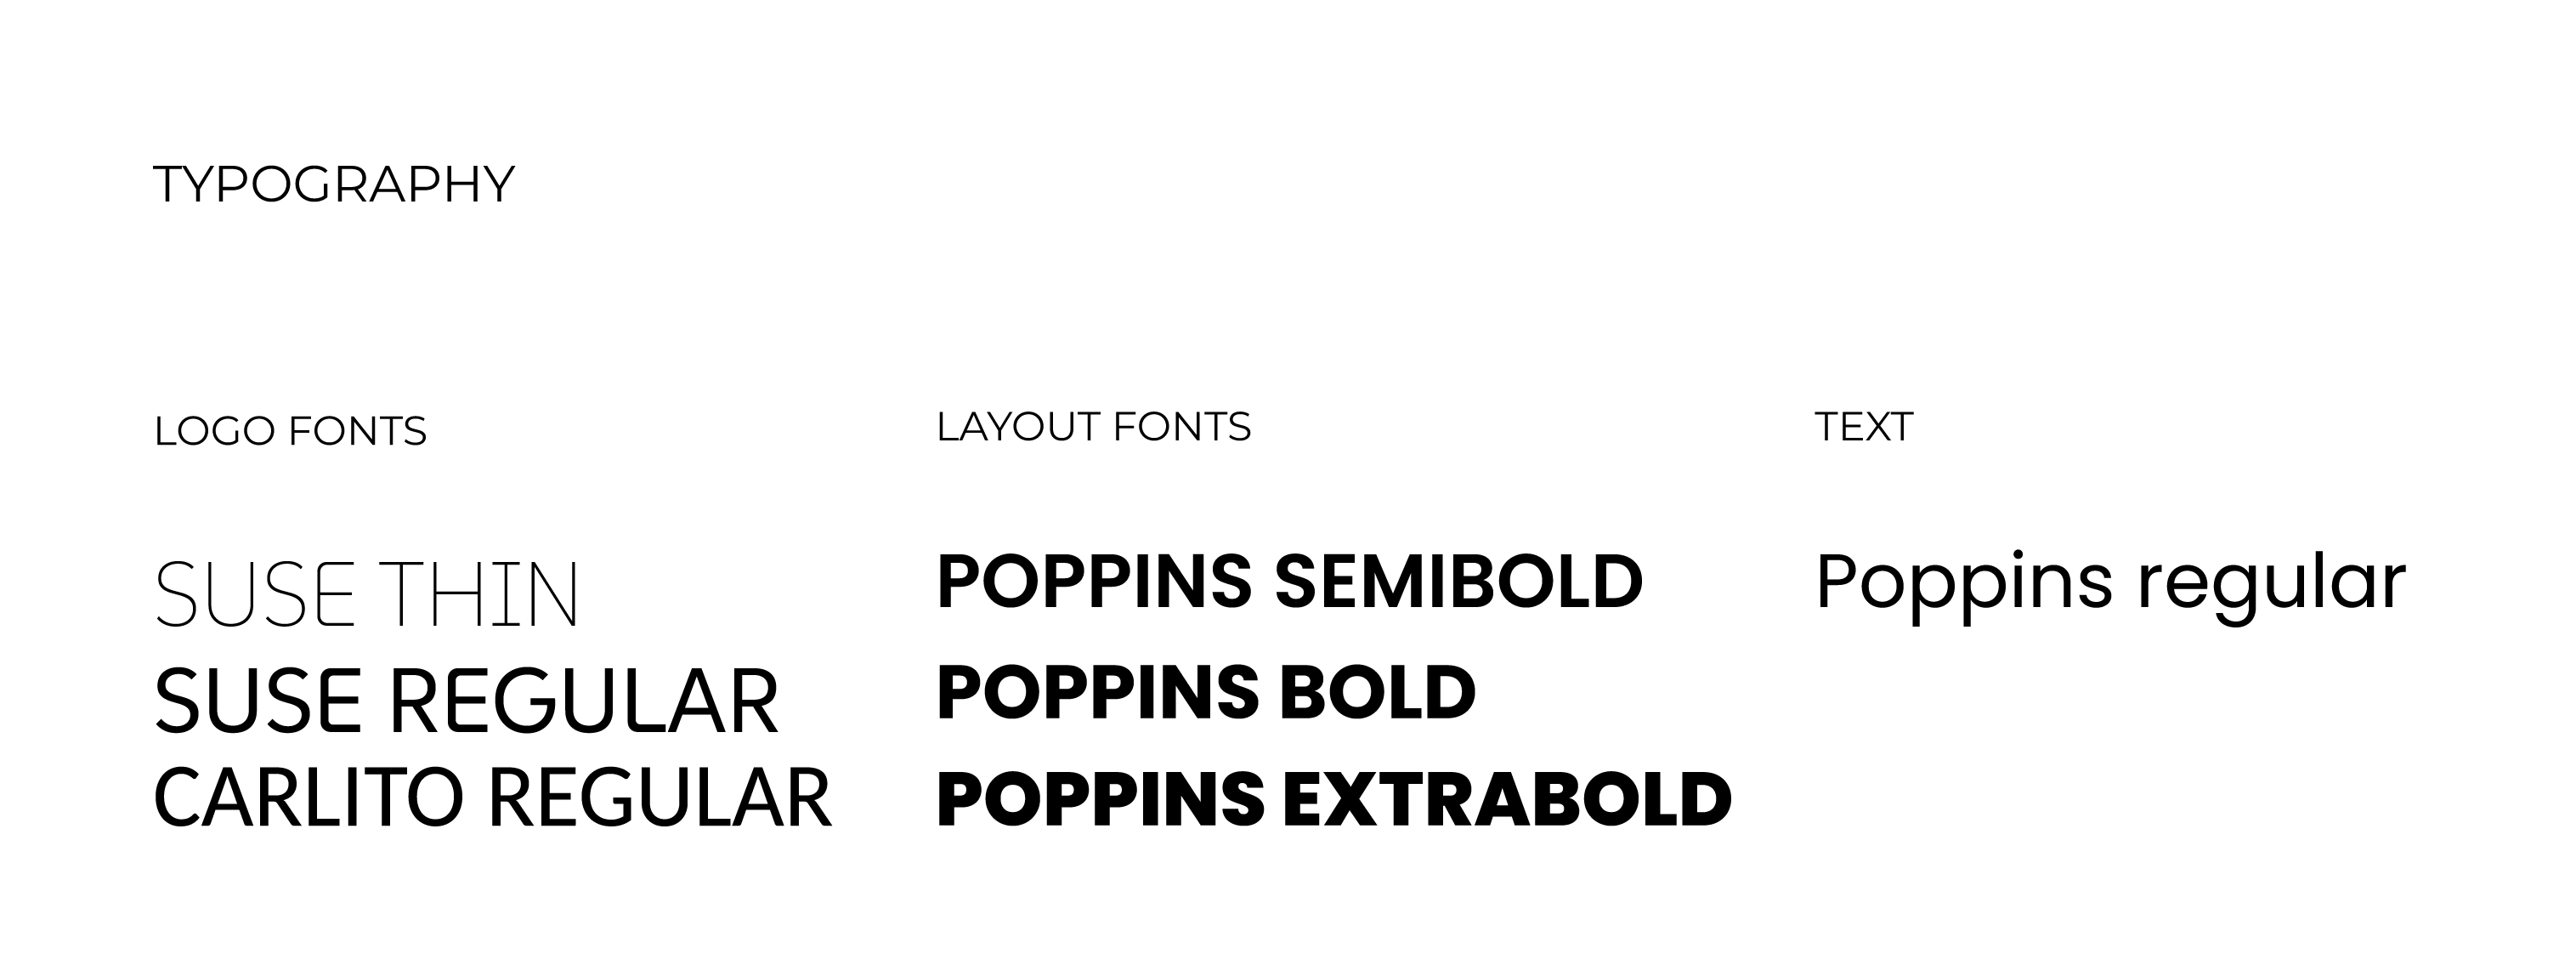 TYPOGRAPHY
LOGO FONTS
SUSE THIN
SUSE REGULAR
CARLITO REGULAR
LAYOUT FONTS
POPPINS SEMIBOLD
POPPINS BOLD
POPPINS EXTRABOLD
TEXT
Poppins regular